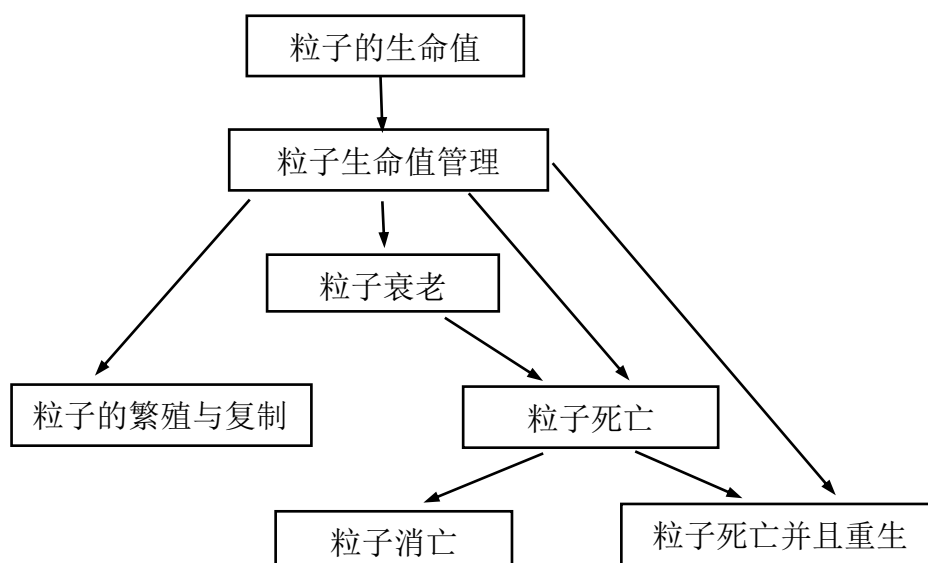 粒子的生命值
粒子生命值管理
粒子衰老
粒子的繁殖与复制
粒子死亡
粒子消亡
粒子死亡并且重生